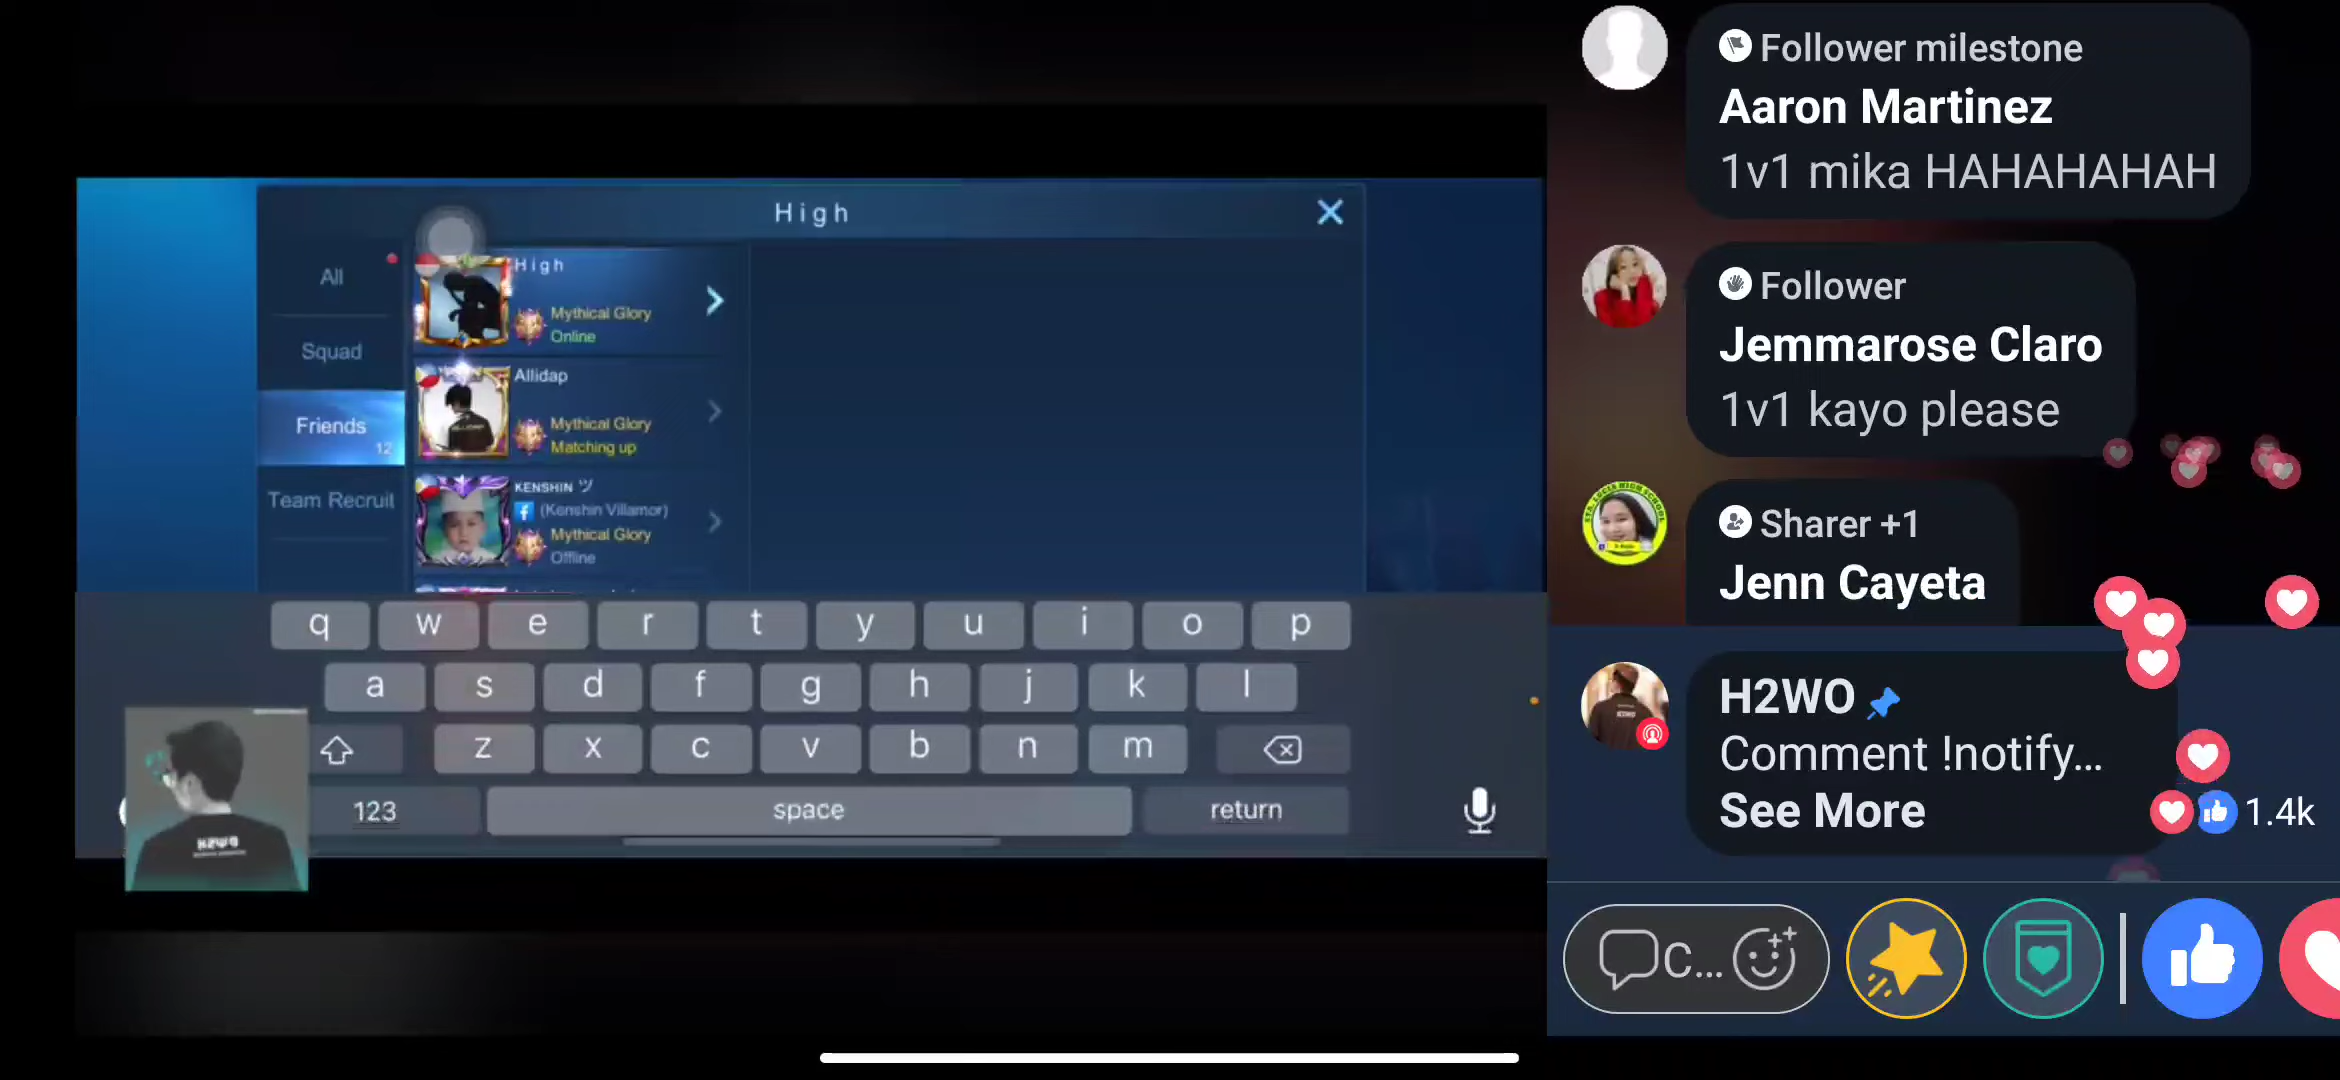 High
All
Squad
Friends
12
Team Recruit
High
Mythical Glory
Online
Allidap
Mythical Glory
Matching up
KENSHIN ツ
(Kenshin Villamor)
Mythical Glory
Offline
q w e r t y u i o p
a s d f g h j k l
z x c v b n m
123 space return
H2WO
Follower milestone
Aaron Martinez
1v1 mika HAHAHAHAH
Follower
Jemmarose Claro
1v1 kayo please
Sharer +1
Jenn Cayeta
H2WO
Comment !notify...
See More
1.4k
C...